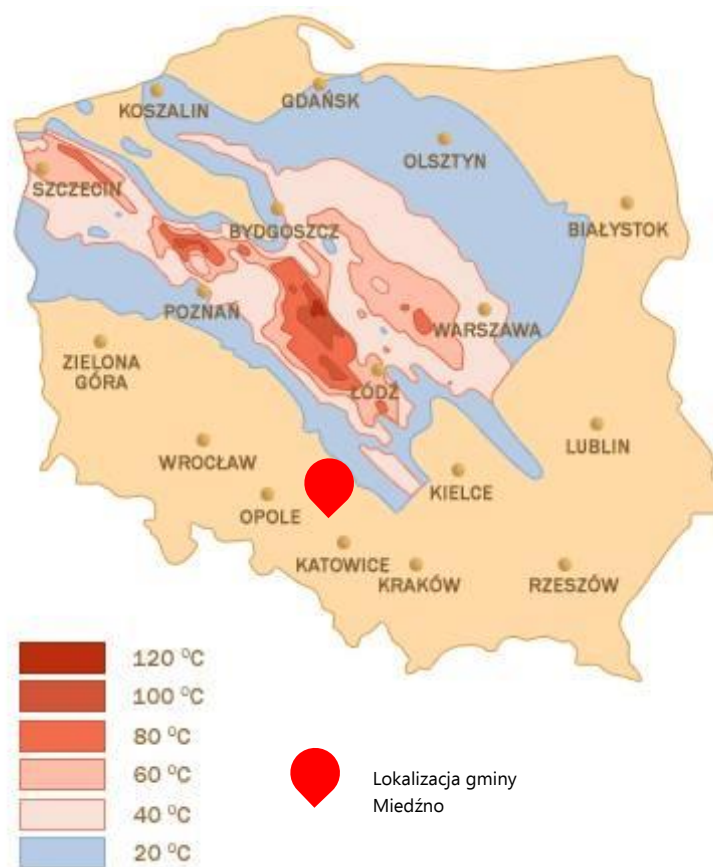 KOSZALIN
GDAŃSK
OLSZTYN
SZCZECIN
BIAŁYSTOK
BYDGOSZCZ
POZNAŃ
WARSZAWA
ZIELONA
GÓRA
ŁÓDŹ
LUBLIN
WROCŁAW
KIELCE
OPOLE
KATOWICE
KRAKÓW
RZESZÓW
120 °C
100 °C
80 °C
60 °C
40 °C
20 °C
Lokalizacja gminy
Miedźno